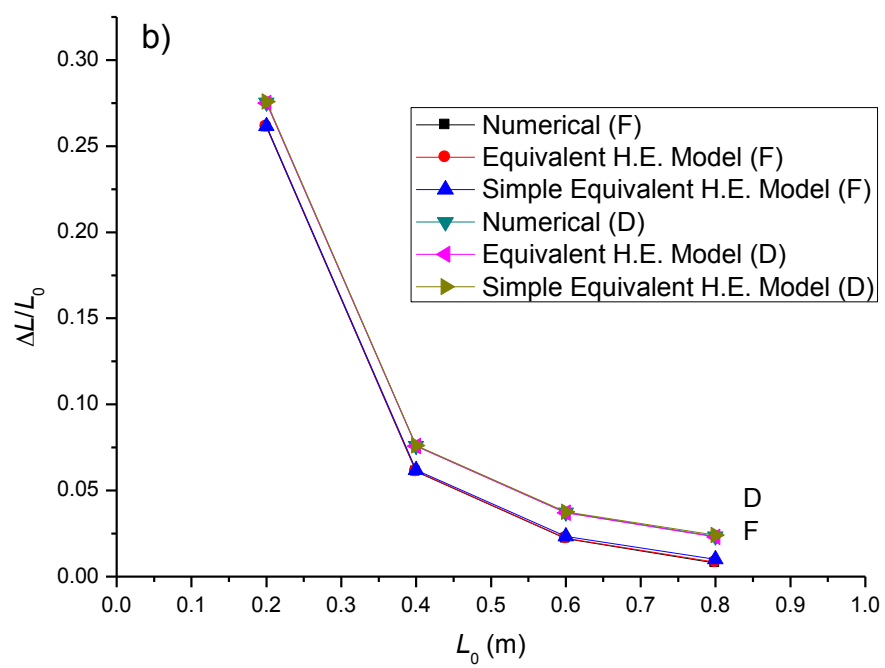 b)
0.30
0.25
0.20
0.15
0.10
0.05
0.00
ΔL/L₀
Numerical (F)
Equivalent H.E. Model (F)
Simple Equivalent H.E. Model (F)
Numerical (D)
Equivalent H.E. Model (D)
Simple Equivalent H.E. Model (D)
D
F
0.0 0.1 0.2 0.3 0.4 0.5 0.6 0.7 0.8 0.9 1.0
L₀ (m)